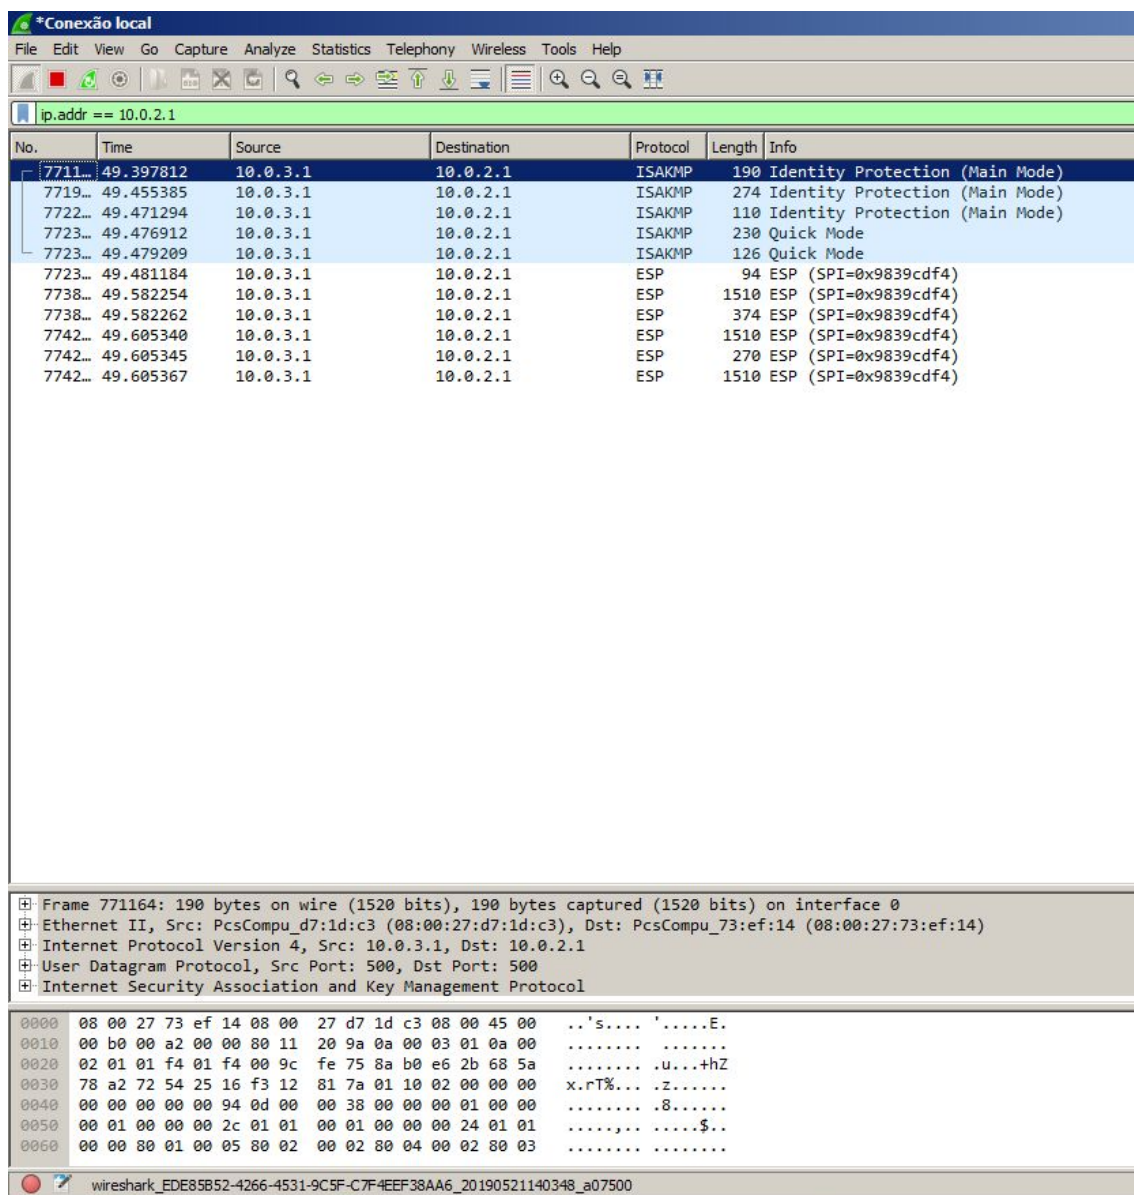 *Conexão local
File Edit View Go Capture Analyze Statistics Telephony Wireless Tools Help
ip.addr == 10.0.2.1
No. Time Source Destination Protocol Length Info
7711… 49.397812 10.0.3.1 10.0.2.1 ISAKMP 190 Identity Protection (Main Mode)
7719… 49.455385 10.0.3.1 10.0.2.1 ISAKMP 274 Identity Protection (Main Mode)
7722… 49.471294 10.0.3.1 10.0.2.1 ISAKMP 110 Identity Protection (Main Mode)
7723… 49.476912 10.0.3.1 10.0.2.1 ISAKMP 230 Quick Mode
7723… 49.479209 10.0.3.1 10.0.2.1 ISAKMP 126 Quick Mode
7723… 49.481184 10.0.3.1 10.0.2.1 ESP 94 ESP (SPI=0x9839cdf4)
7738… 49.582254 10.0.3.1 10.0.2.1 ESP 1510 ESP (SPI=0x9839cdf4)
7738… 49.582262 10.0.3.1 10.0.2.1 ESP 374 ESP (SPI=0x9839cdf4)
7742… 49.605340 10.0.3.1 10.0.2.1 ESP 1510 ESP (SPI=0x9839cdf4)
7742… 49.605345 10.0.3.1 10.0.2.1 ESP 270 ESP (SPI=0x9839cdf4)
7742… 49.605367 10.0.3.1 10.0.2.1 ESP 1510 ESP (SPI=0x9839cdf4)
Frame 771164: 190 bytes on wire (1520 bits), 190 bytes captured (1520 bits) on interface 0
Ethernet II, Src: PcsCompu_d7:1d:c3 (08:00:27:d7:1d:c3), Dst: PcsCompu_73:ef:14 (08:00:27:73:ef:14)
Internet Protocol Version 4, Src: 10.0.3.1, Dst: 10.0.2.1
User Datagram Protocol, Src Port: 500, Dst Port: 500
Internet Security Association and Key Management Protocol
0000 08 00 27 73 ef 14 08 00 27 d7 1d c3 08 00 45 00 ..'s.... '.....E.
0010 00 b0 00 a2 00 00 80 11 20 9a 0a 00 03 01 0a 00 ........ .......
0020 02 01 01 f4 01 f4 00 9c fe 75 8a b0 e6 2b 68 5a ........ .u...+hZ
0030 78 a2 72 54 25 16 f3 12 81 7a 01 10 02 00 00 00 x.rT%... .z......
0040 00 00 00 00 00 94 0d 00 00 38 00 00 00 01 00 00 ........ .8......
0050 00 01 00 00 00 2c 01 01 00 01 00 00 00 24 01 01 .....,.. .....$..
0060 00 00 80 01 00 05 80 02 00 02 80 04 00 02 80 03 ........ ........
wireshark_EDE85B52-4266-4531-9C5F-C7F4EEF38AA6_20190521140348_a07500